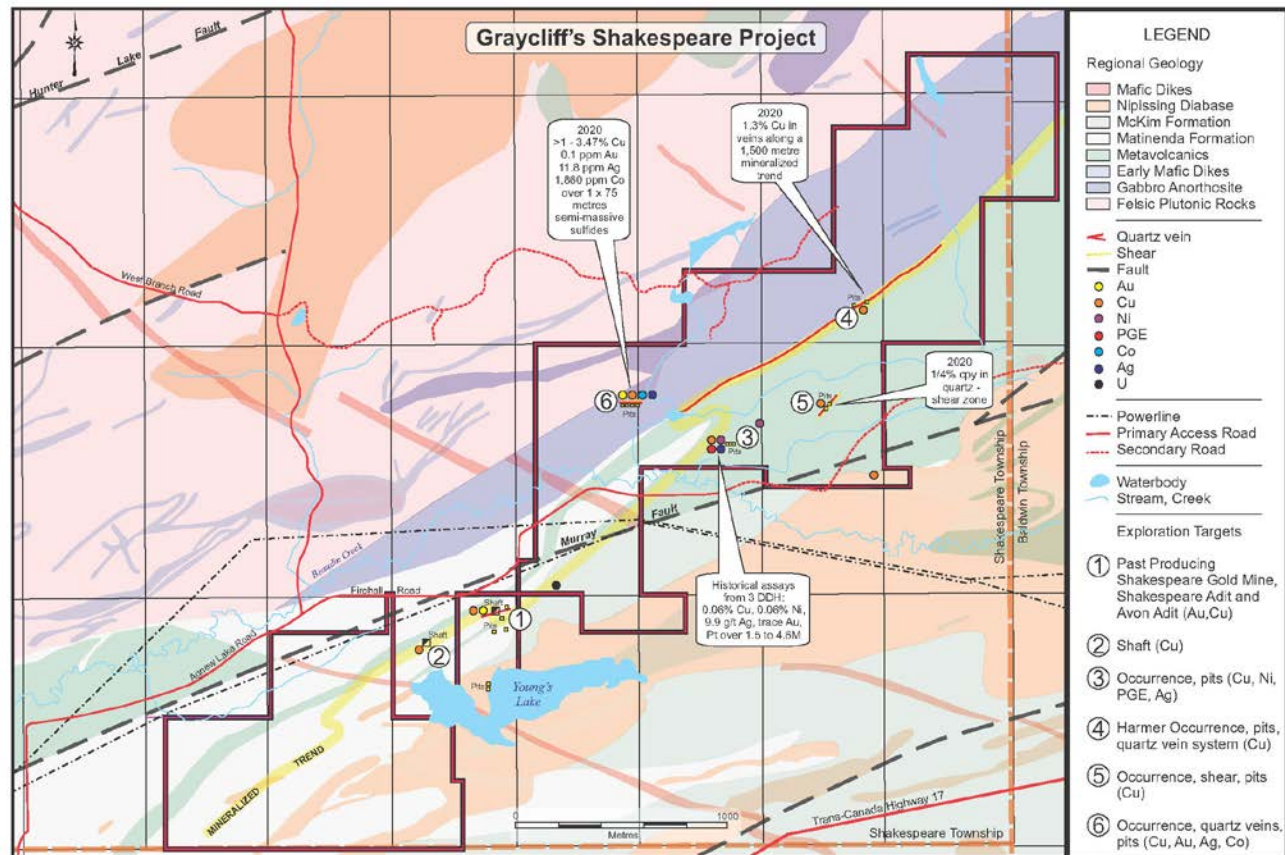 Graycliff's Shakespeare Project
Hunter Lake Fault
2020
>1 - 3.47% Cu
0.1 ppm Au
11.8 ppm Ag
1,860 ppm Co
over 1 x 75
metres
semi-massive
sulfides
2020
1.3% Cu in
veins along a
1,500 metre
mineralized
trend
West Branch Road
Pits
4
2020
1/4% cpy in
quartz -
shear zone
6
Pits
Pits
5
3
Pits
Shakespeare Township
Baldwin Township
Murray Fault
Creek
Firehall Road
Historical assays
from 3 DDH;
0.06% Cu, 0.06% Ni,
9.9 g/t Ag, trace Au,
Pt over 1.5 to 4.6M
Shaft
1
Pits
Shaft
2
Agnew Lake Road
Pits
Young's
Lake
MINERALIZED TREND
0
1000
Metres
Trans-Canada Highway 17
Shakespeare Township
LEGEND
Regional Geology
Mafic Dikes
Nipissing Diabase
McKim Formation
Matinenda Formation
Metavolcanics
Early Mafic Dikes
Gabbro Anorthosite
Felsic Plutonic Rocks
Quartz vein
Shear
Fault
Au
Cu
Ni
PGE
Co
Ag
U
Powerline
Primary Access Road
Secondary Road
Waterbody
Stream, Creek
Exploration Targets
1 Past Producing
Shakespeare Gold Mine,
Shakespeare Adit and
Avon Adit (Au,Cu)
2 Shaft (Cu)
3 Occurrence, pits (Cu, Ni,
PGE, Ag)
4 Harmer Occurrence, pits,
quartz vein system (Cu)
5 Occurrence, shear, pits
(Cu)
6 Occurrence, quartz veins,
pits (Cu, Au, Ag, Co)